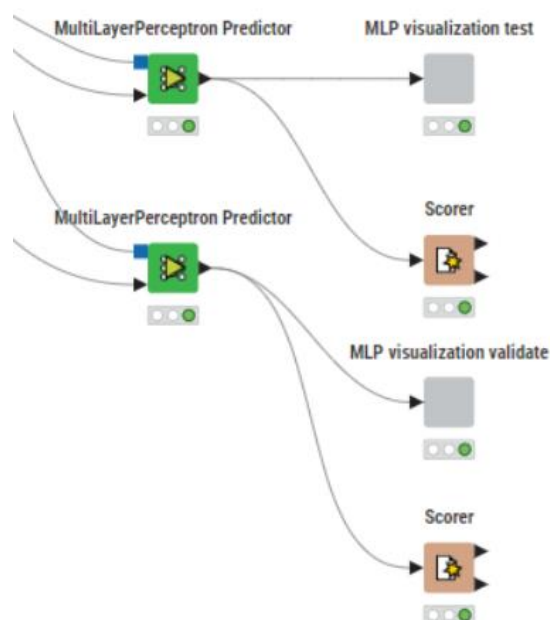 MultiLayerPerceptron Predictor
MLP visualization test
Scorer
MultiLayerPerceptron Predictor
MLP visualization validate
Scorer